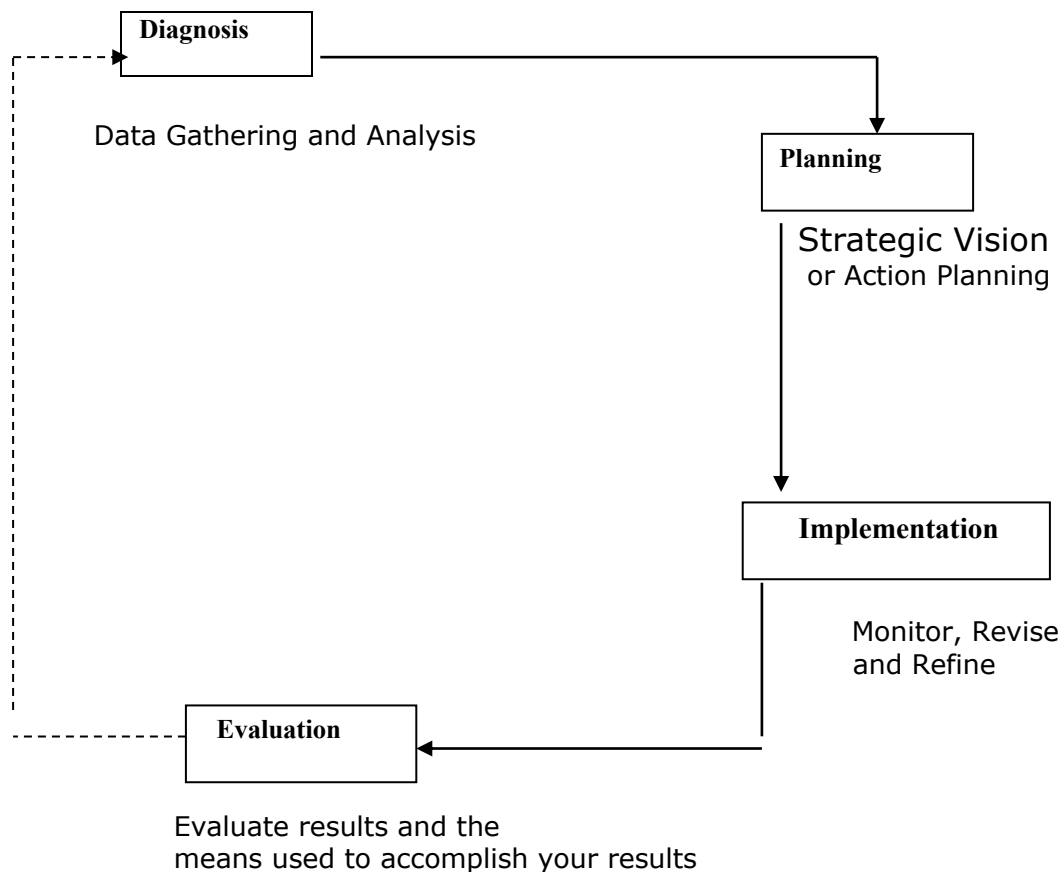 Diagnosis
Data Gathering and Analysis
Planning
Strategic Vision
or Action Planning
Implementation
Monitor, Revise
and Refine
Evaluation
Evaluate results and the
means used to accomplish your results